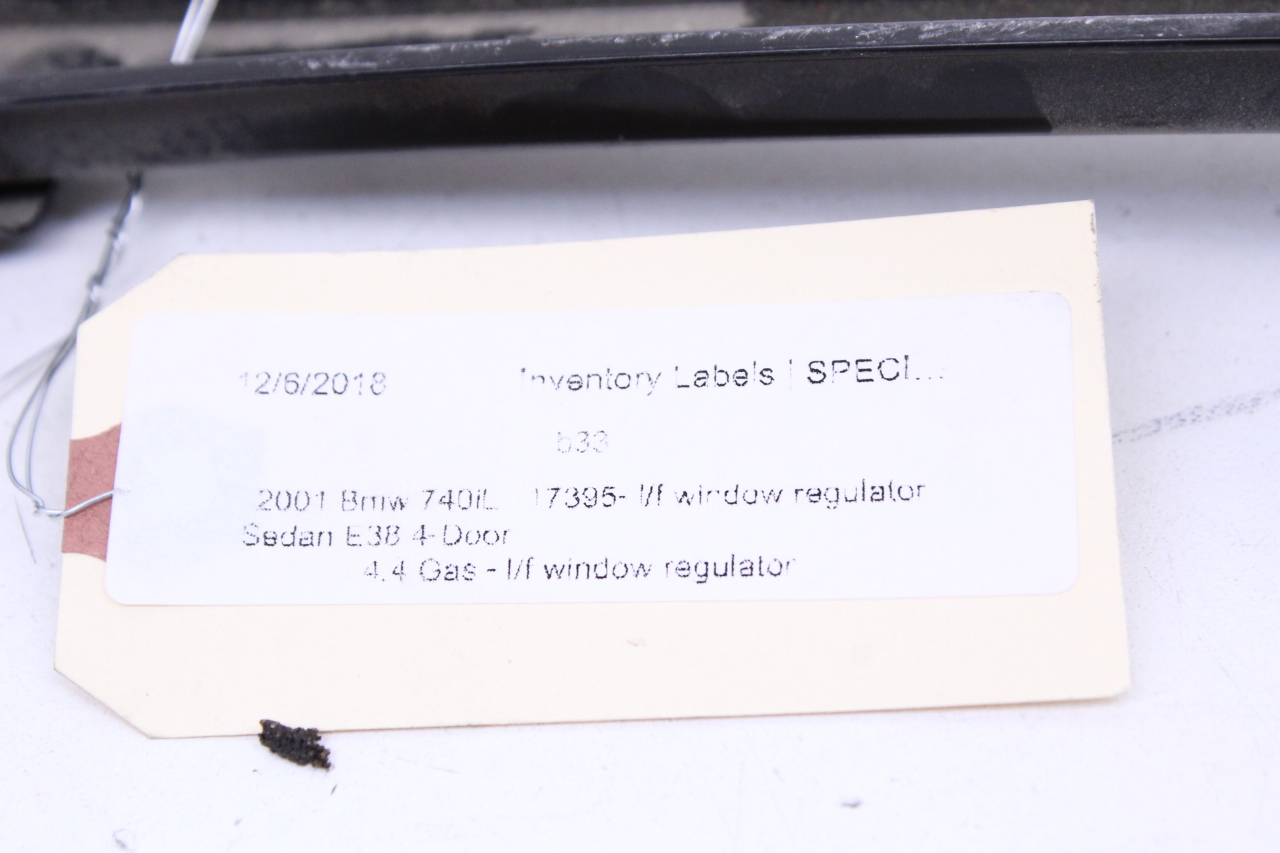 12/6/2018 Inventory Labels | SPECI...
b33
2001 Bmw 740iL 17395- l/f window regulator
Sedan E38 4-Door
4.4 Gas - l/f window regulator